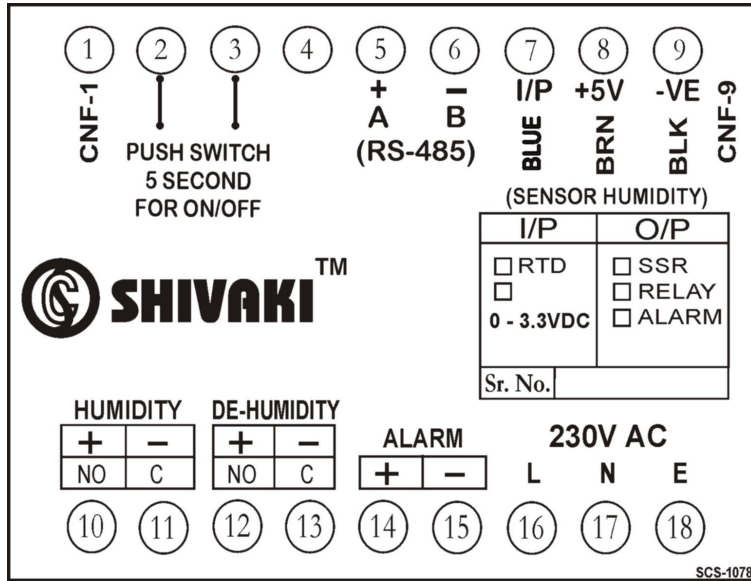 1 2 3 4 5 6 7 8 9
CNF-1
+ − I/P +5V -VE
A B BLUE BRN BLK
CNF-9
PUSH SWITCH
5 SECOND
FOR ON/OFF
(RS-485)
(SENSOR HUMIDITY)
I/P O/P
RTD SSR
RELAY
0 - 3.3VDC ALARM
Sr. No.
SHIVAKI TM
HUMIDITY DE-HUMIDITY
+ − + −
NO C NO C
ALARM
+ −
230V AC
L N E
10 11 12 13 14 15 16 17 18
SCS-1078